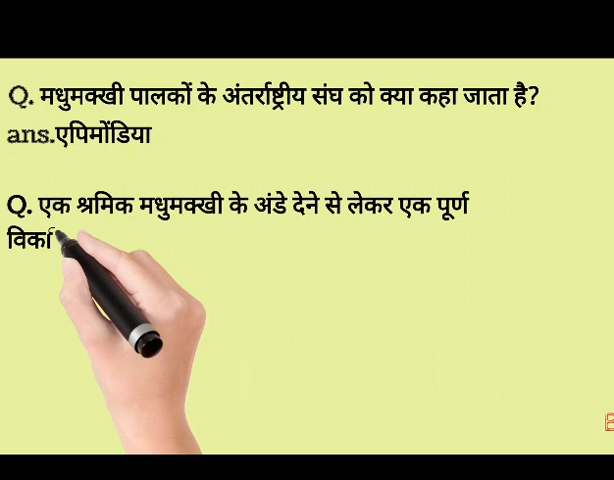 Q. मधुमक्खी पालकों के अंतर्राष्ट्रीय संघ को क्या कहा जाता है?
ans.एपिमोंडिया
Q. एक श्रमिक मधुमक्खी के अंडे देने से लेकर एक पूर्ण
विका